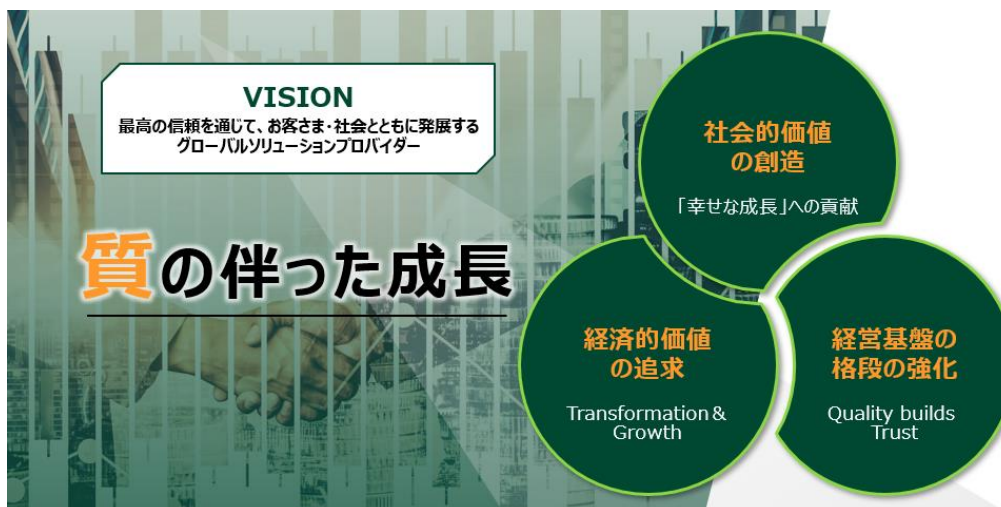 VISION
最高の信頼を通じて、お客さま・社会とともに発展する
グローバルソリューションプロバイダー
質の伴った成長
社会的価値
の創造
「幸せな成長」への貢献
経済的価値
の追求
Transformation &
Growth
経営基盤の
格段の強化
Quality builds
Trust